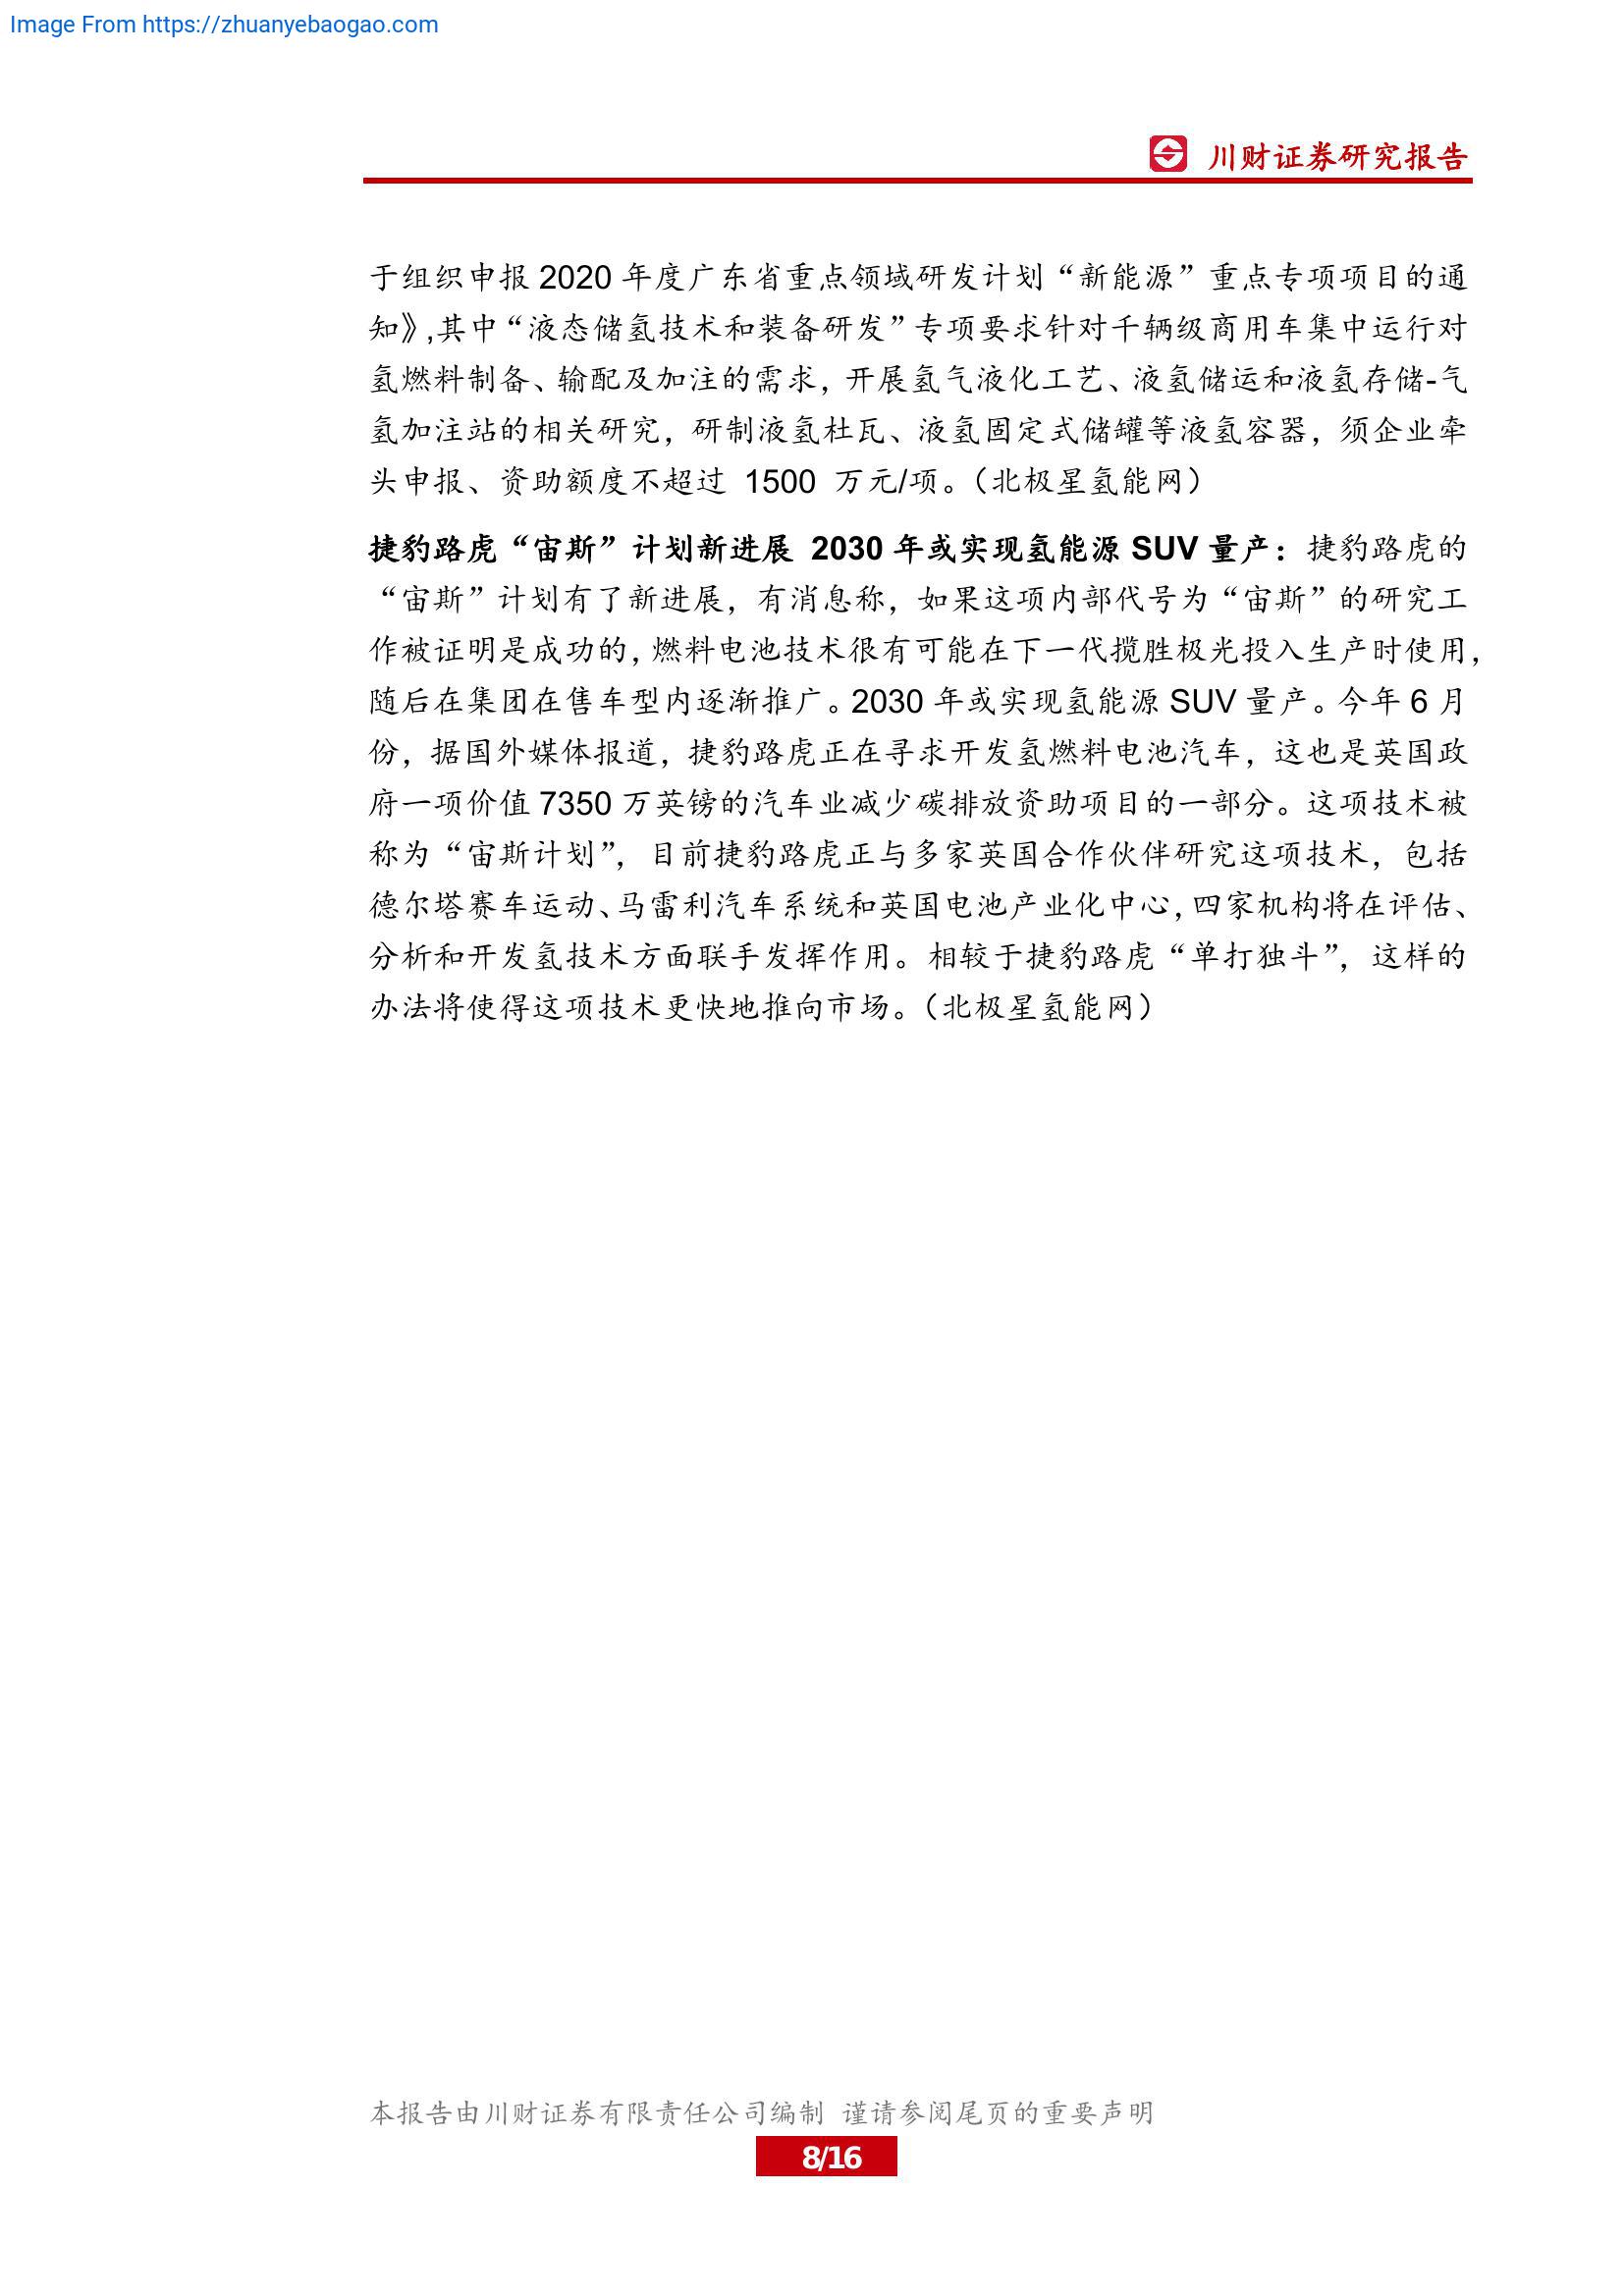 Image From https://zhuanyebaogao.com
川财证券研究报告
于组织申报 2020 年度广东省重点领域研发计划“新能源”重点专项项目的通
知》,其中“液态储氢技术和装备研发”专项要求针对千辆级商用车集中运行对
氢燃料制备、输配及加注的需求，开展氢气液化工艺、液氢储运和液氢存储-气
氢加注站的相关研究，研制液氢杜瓦、液氢固定式储罐等液氢容器，须企业牵
头申报、资助额度不超过 1500 万元/项。（北极星氢能网）
捷豹路虎“宙斯”计划新进展 2030 年或实现氢能源 SUV 量产：捷豹路虎的
“宙斯”计划有了新进展，有消息称，如果这项内部代号为“宙斯”的研究工
作被证明是成功的，燃料电池技术很有可能在下一代揽胜极光投入生产时使用，
随后在集团在售车型内逐渐推广。2030 年或实现氢能源 SUV 量产。今年 6 月
份，据国外媒体报道，捷豹路虎正在寻求开发氢燃料电池汽车，这也是英国政
府一项价值 7350 万英镑的汽车业减少碳排放资助项目的一部分。这项技术被
称为“宙斯计划”，目前捷豹路虎正与多家英国合作伙伴研究这项技术，包括
德尔塔赛车运动、马雷利汽车系统和英国电池产业化中心，四家机构将在评估、
分析和开发氢技术方面联手发挥作用。相较于捷豹路虎“单打独斗”，这样的
办法将使得这项技术更快地推向市场。（北极星氢能网）
本报告由川财证券有限责任公司编制 谨请参阅尾页的重要声明
8/16